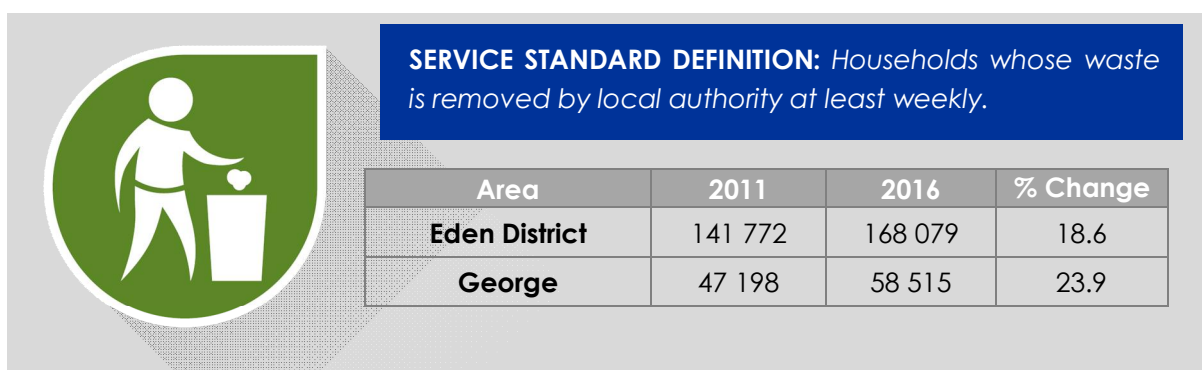 SERVICE STANDARD DEFINITION: Households whose waste
is removed by local authority at least weekly.
Area 2011 2016 % Change
Eden District 141 772 168 079 18.6
George 47 198 58 515 23.9